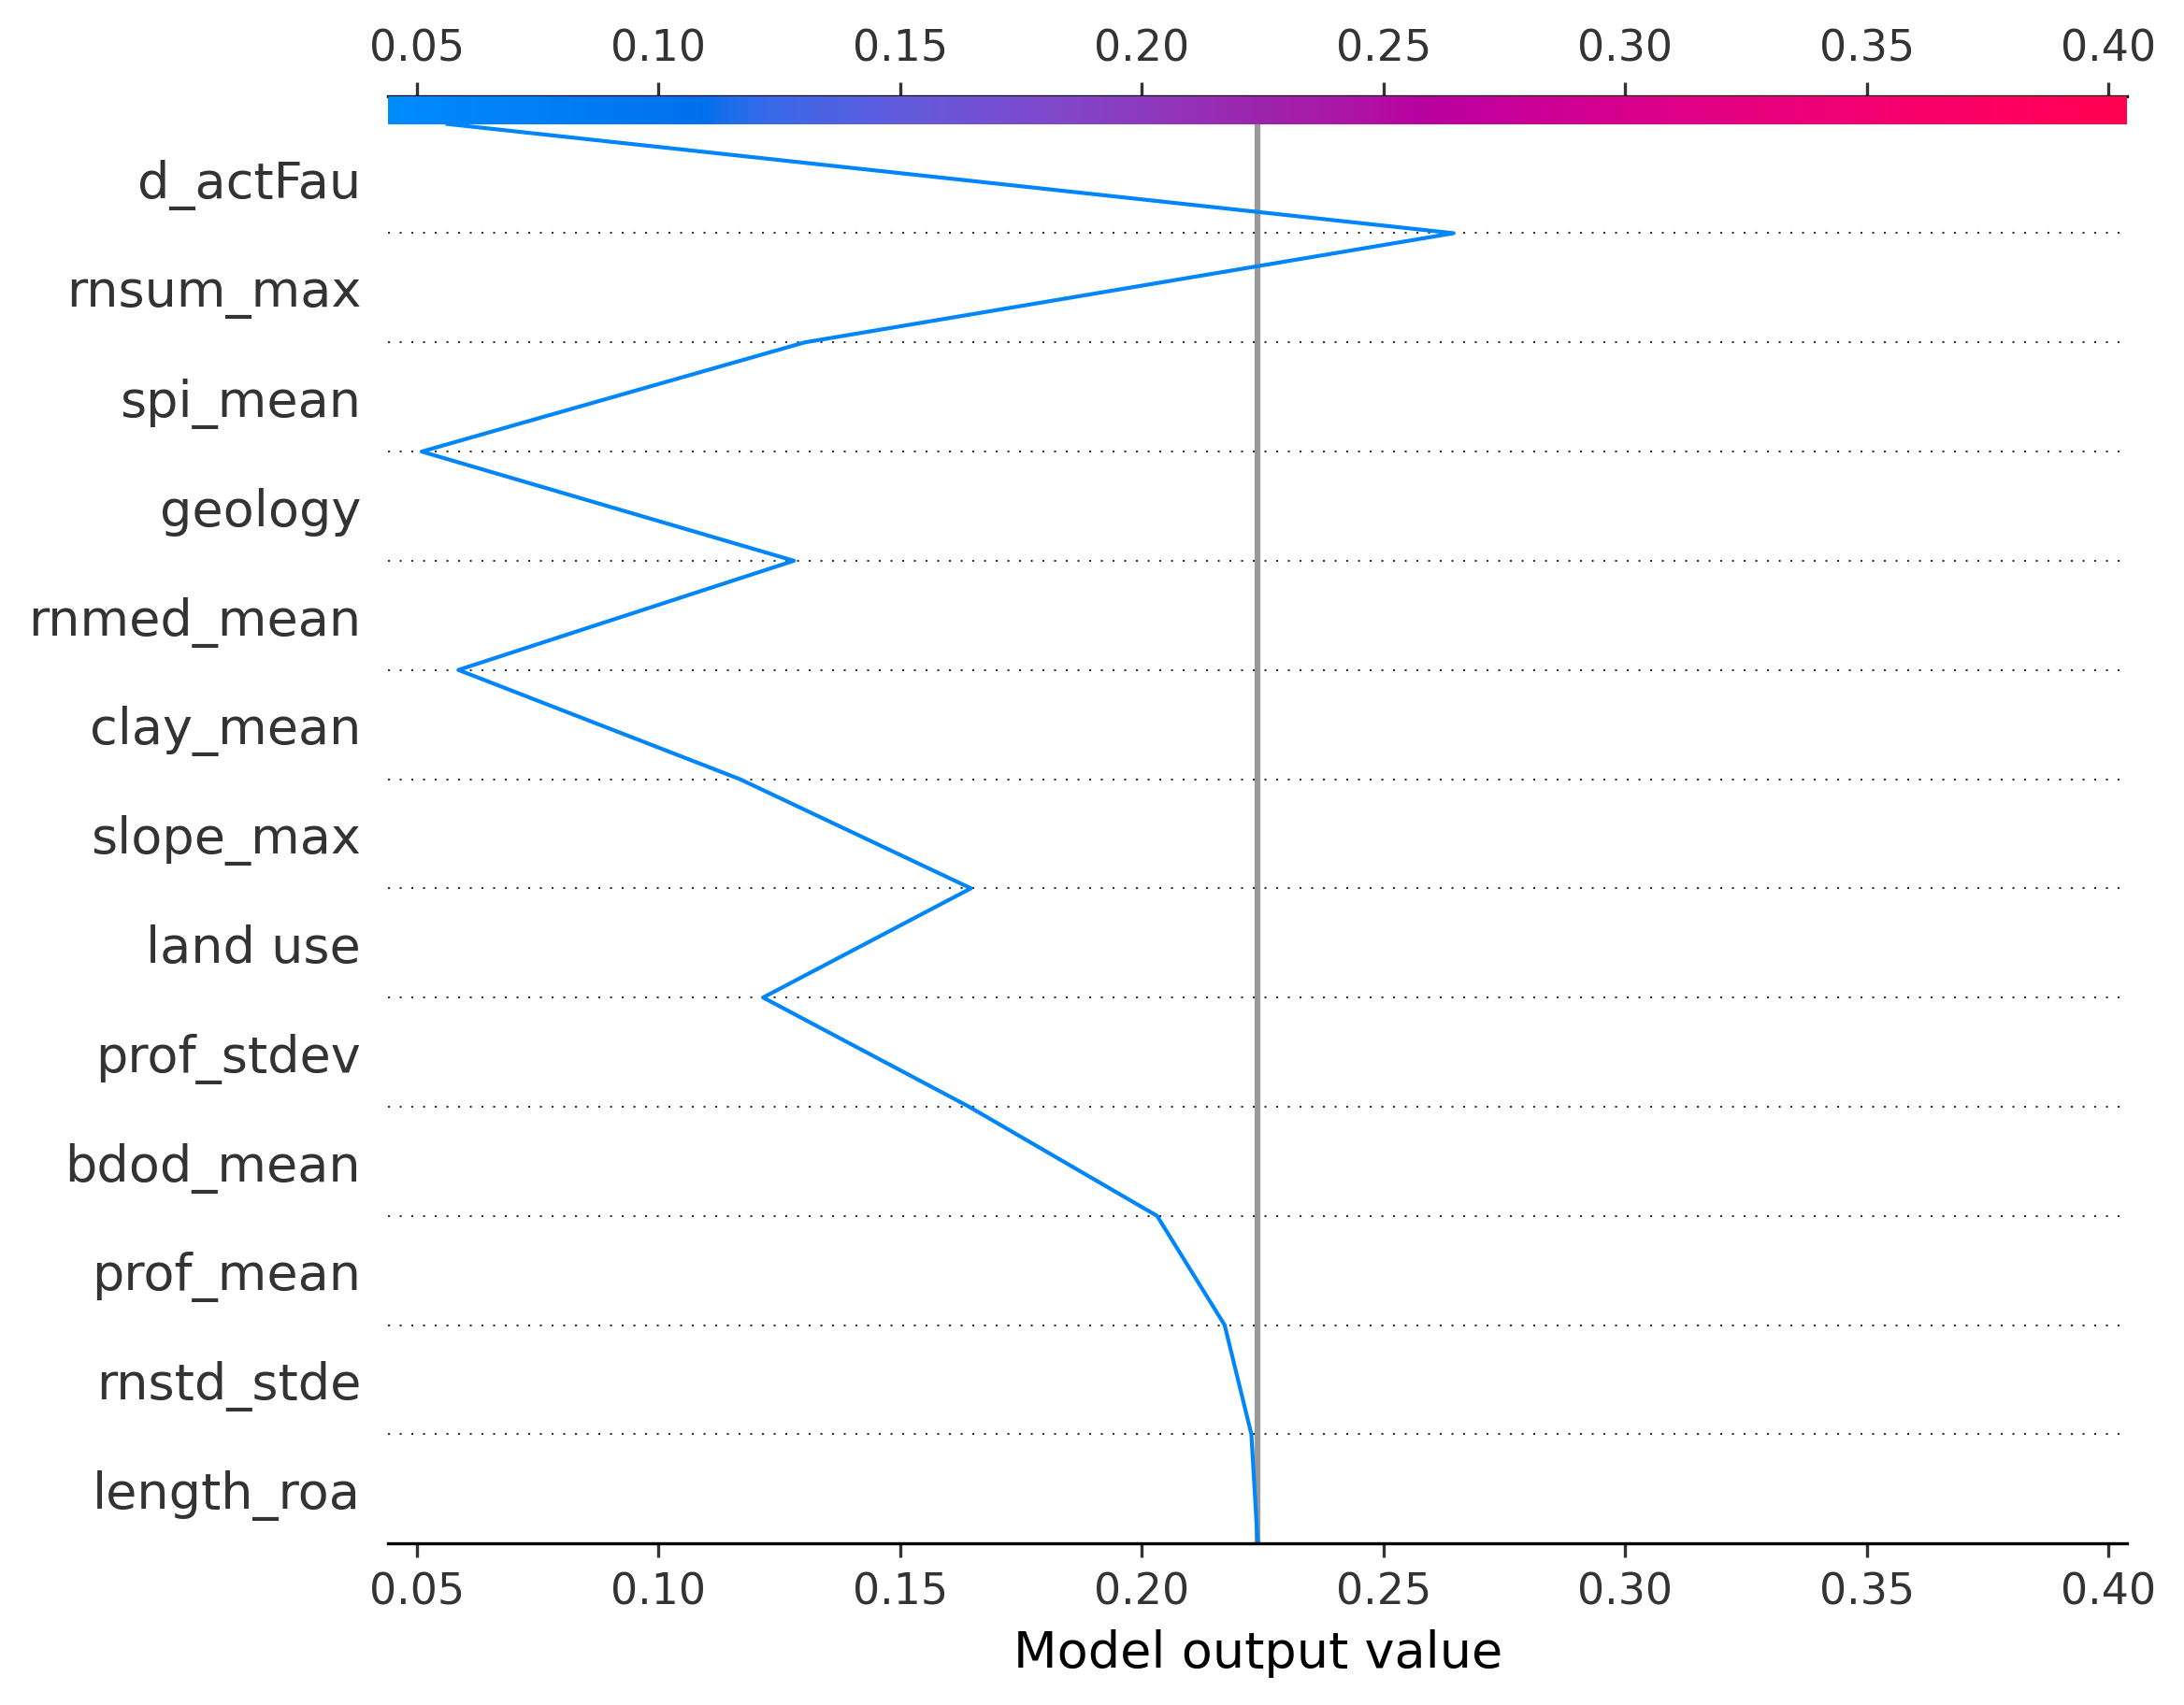 0.05 0.10 0.15 0.20 0.25 0.30 0.35 0.40
d_actFau
rnsum_max
spi_mean
geology
rnmed_mean
clay_mean
slope_max
land use
prof_stdev
bdod_mean
prof_mean
rnstd_stde
length_roa
0.05 0.10 0.15 0.20 0.25 0.30 0.35 0.40
Model output value